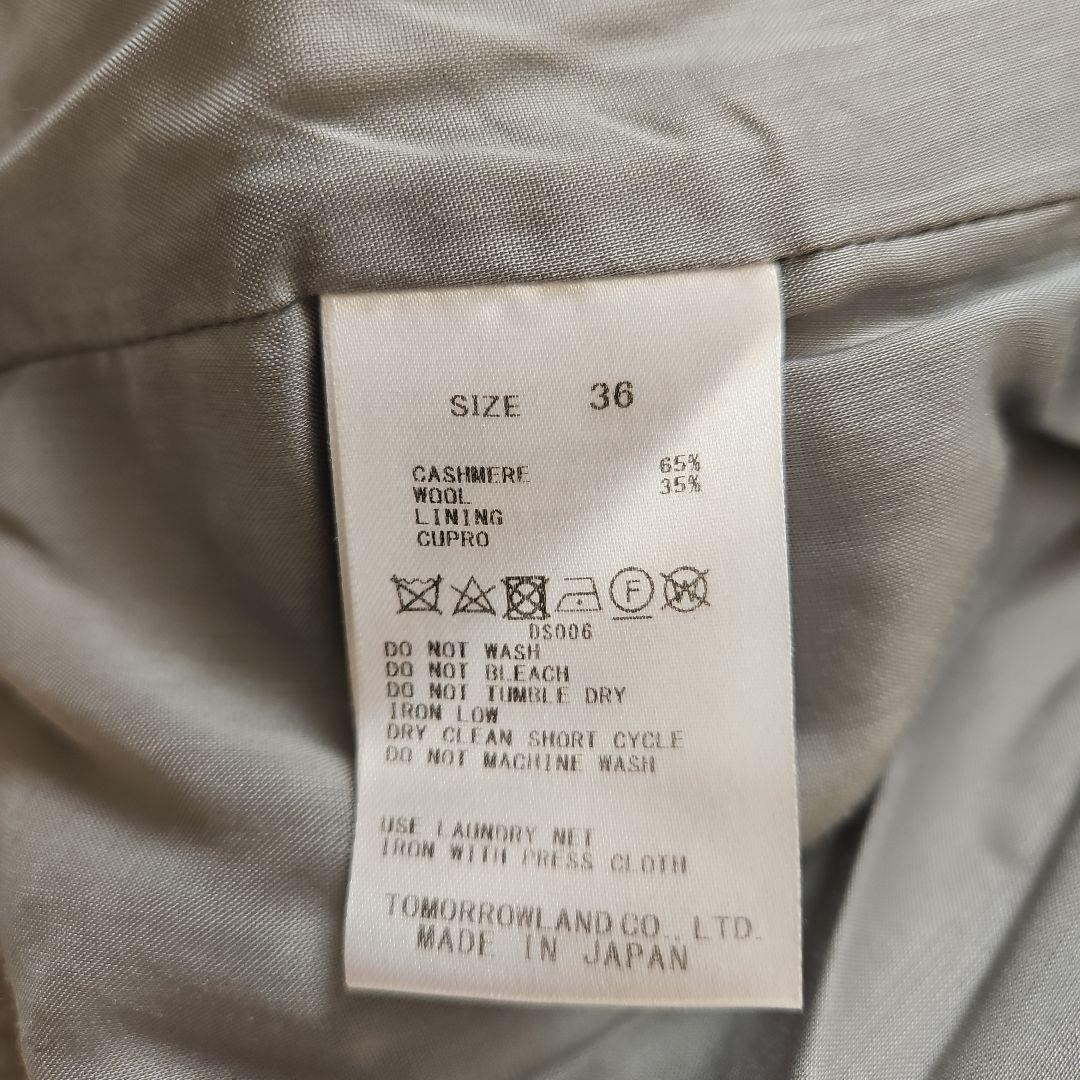 SIZE 36
CASHMERE 65%
WOOL 35%
LINING
CUPRO
F W
DS006
DO NOT WASH
DO NOT BLEACH
DO NOT TUMBLE DRY
IRON LOW
DRY CLEAN SHORT CYCLE
DO NOT MACHINE WASH
USE LAUNDRY NET
IRON WITH PRESS CLOTH
TOMORROWLAND CO., LTD.
MADE IN JAPAN